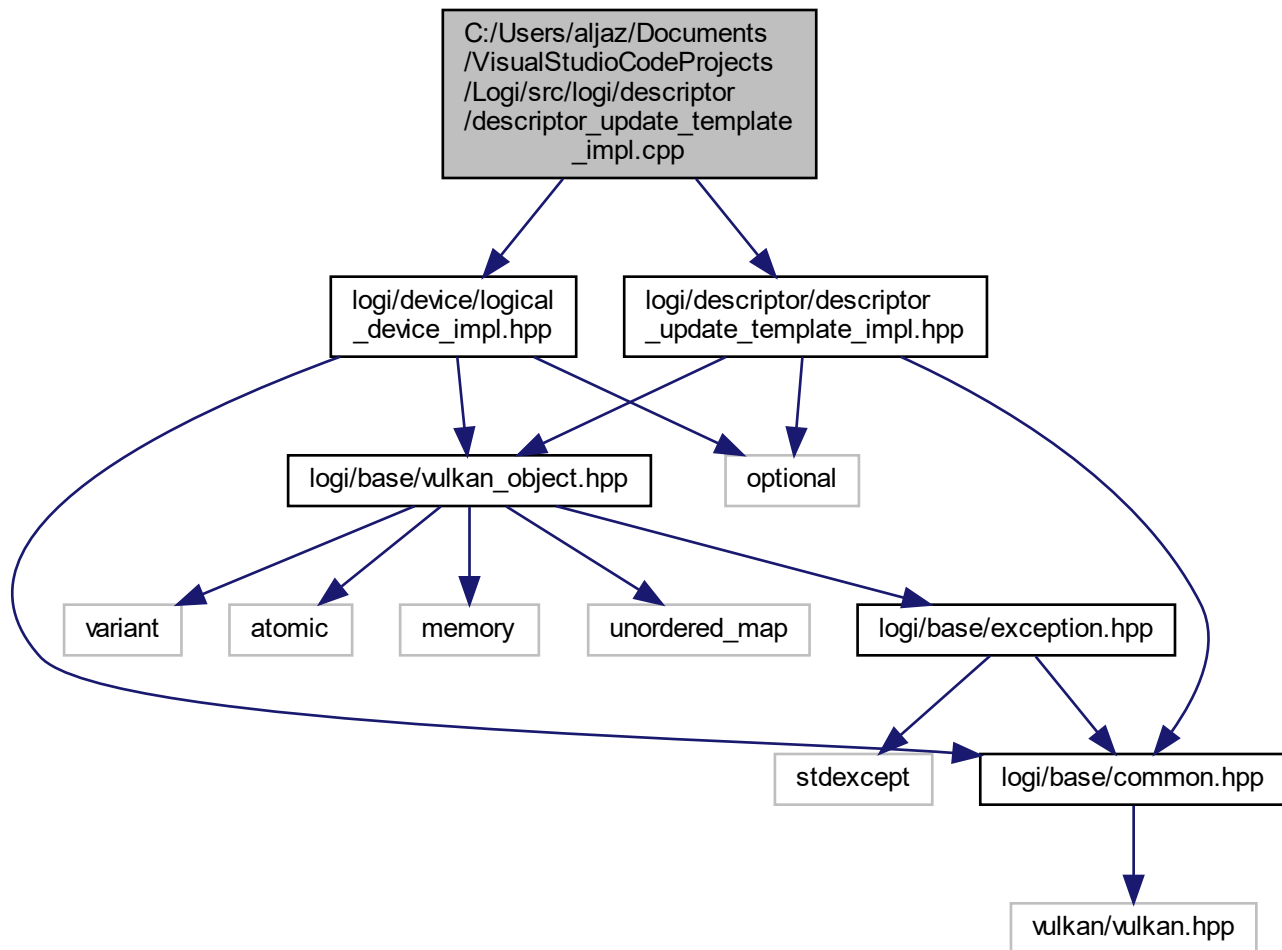 C:/Users/aljaz/Documents
/VisualStudioCodeProjects
/Logi/src/logi/descriptor
/descriptor_update_template
_impl.cpp
logi/device/logical
_device_impl.hpp
logi/descriptor/descriptor
_update_template_impl.hpp
logi/base/vulkan_object.hpp
optional
variant
atomic
memory
unordered_map
logi/base/exception.hpp
stdexcept
logi/base/common.hpp
vulkan/vulkan.hpp